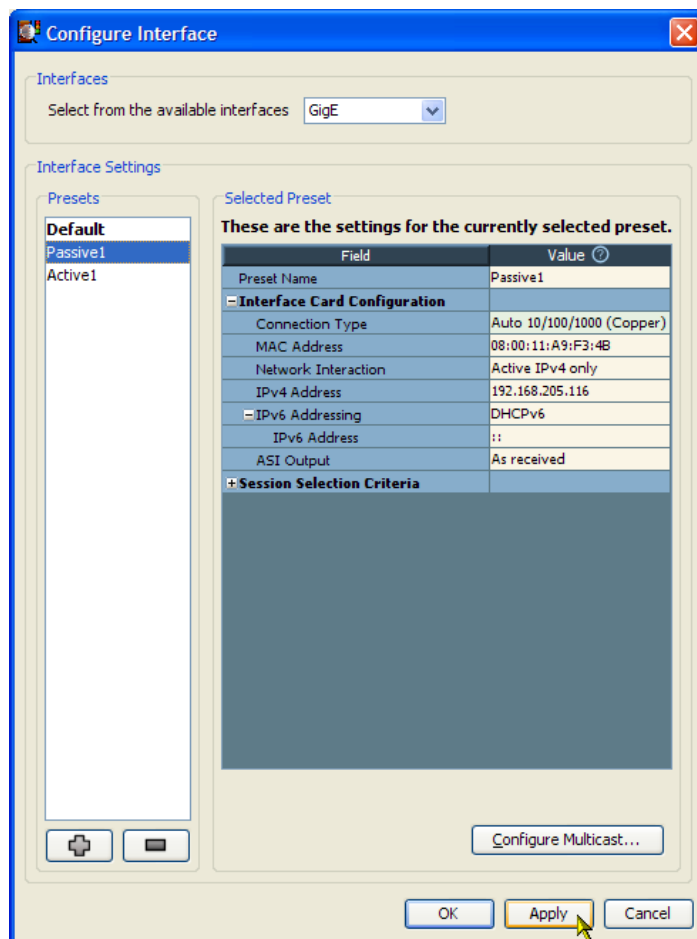 Configure Interface
Interfaces
Select from the available interfaces GigE
Interface Settings
Presets
Default
Passive1
Active1
Selected Preset
These are the settings for the currently selected preset.
Field Value ?
Preset Name Passive1
Interface Card Configuration
Connection Type Auto 10/100/1000 (Copper)
MAC Address 08:00:11:A9:F3:4B
Network Interaction Active IPv4 only
IPv4 Address 192.168.205.116
IPv6 Addressing DHCPv6
IPv6 Address ::
ASI Output As received
Session Selection Criteria
Configure Multicast...
OK Apply Cancel